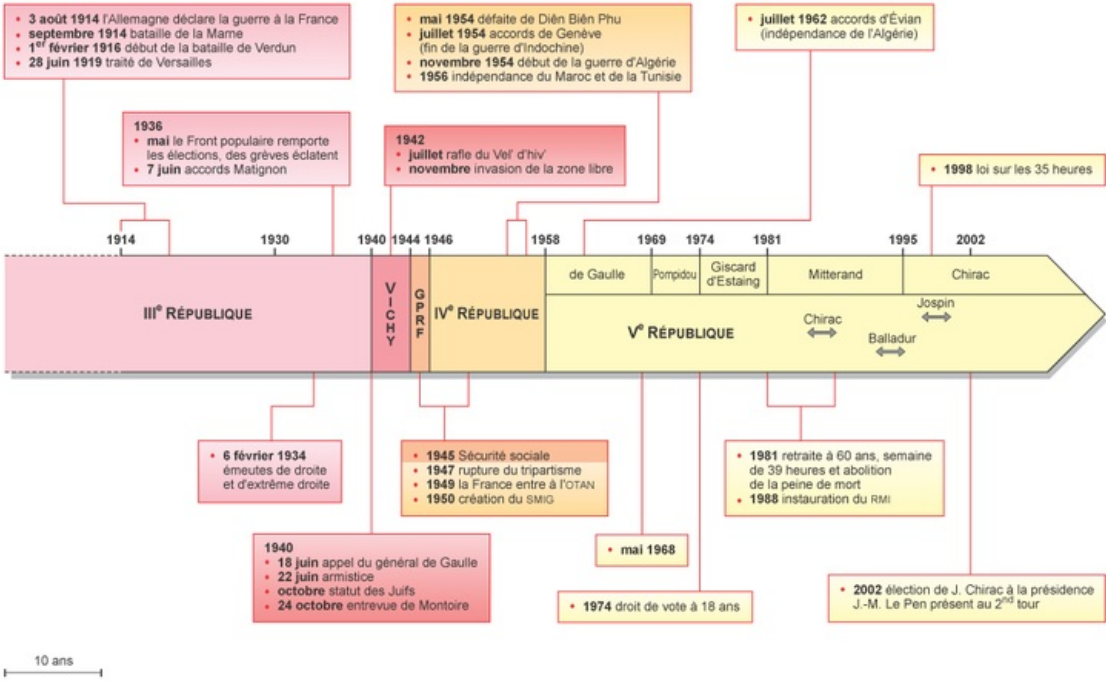 • 3 août 1914 l'Allemagne déclare la guerre à la France
• septembre 1914 bataille de la Marne
• 1er février 1916 début de la bataille de Verdun
• 28 juin 1919 traité de Versailles
• mai 1954 défaite de Diên Biên Phu
• juillet 1954 accords de Genève
(fin de la guerre d'Indochine)
• novembre 1954 début de la guerre d'Algérie
• 1956 indépendance du Maroc et de la Tunisie
• juillet 1962 accords d'Évian
(indépendance de l'Algérie)
1936
• mai le Front populaire remporte
les élections, des grèves éclatent
• 7 juin accords Matignon
1942
• juillet rafle du Vel' d'hiv'
• novembre invasion de la zone libre
• 1998 loi sur les 35 heures
1914 1930 1940 1944 1946 1958 1969 1974 1981 1995 2002
IIIe RÉPUBLIQUE
VICHY
GPRF
IVe RÉPUBLIQUE
de Gaulle
Pompidou
Giscard
d'Estaing
Mitterand
Chirac
Ve RÉPUBLIQUE
Chirac
Balladur
Jospin
• 6 février 1934
émeutes de droite
et d'extrême droite
• 1945 Sécurité sociale
• 1947 rupture du tripartisme
• 1949 la France entre à l'OTAN
• 1950 création du SMIG
• 1981 retraite à 60 ans, semaine
de 39 heures et abolition
de la peine de mort
• 1988 instauration du RMI
1940
• 18 juin appel du général de Gaulle
• 22 juin armistice
• octobre statut des Juifs
• 24 octobre entrevue de Montoire
• mai 1968
• 1974 droit de vote à 18 ans
• 2002 élection de J. Chirac à la présidence
J.-M. Le Pen présent au 2nd tour
10 ans